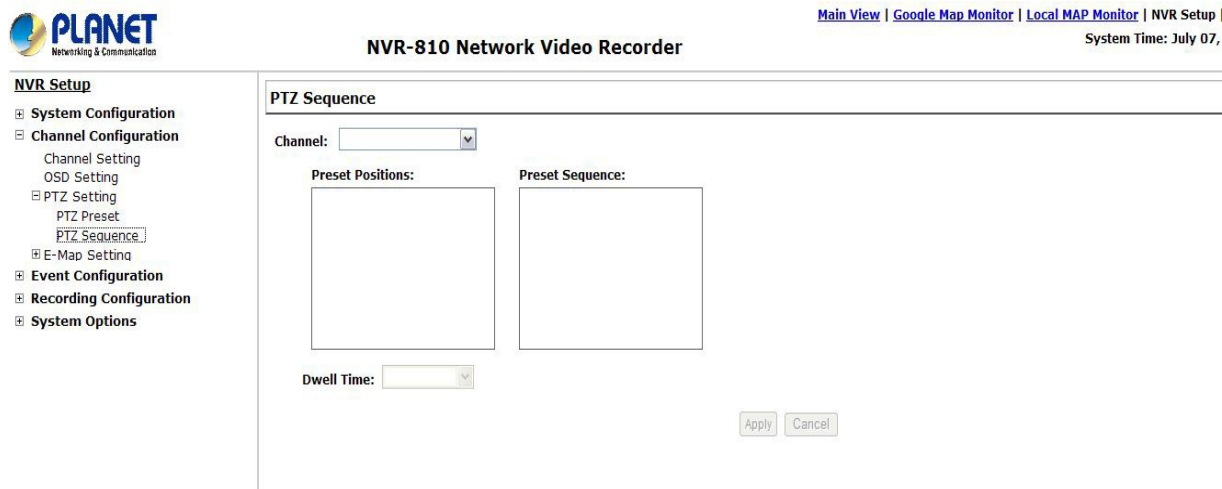 PLANET
Networking & Communication
Main View | Google Map Monitor | Local MAP Monitor | NVR Setup |
NVR-810 Network Video Recorder
System Time: July 07,
NVR Setup
System Configuration
Channel Configuration
Channel Setting
OSD Setting
PTZ Setting
PTZ Preset
PTZ Sequence
E-Map Setting
Event Configuration
Recording Configuration
System Options
PTZ Sequence
Channel:
Preset Positions: Preset Sequence:
Dwell Time:
Apply Cancel